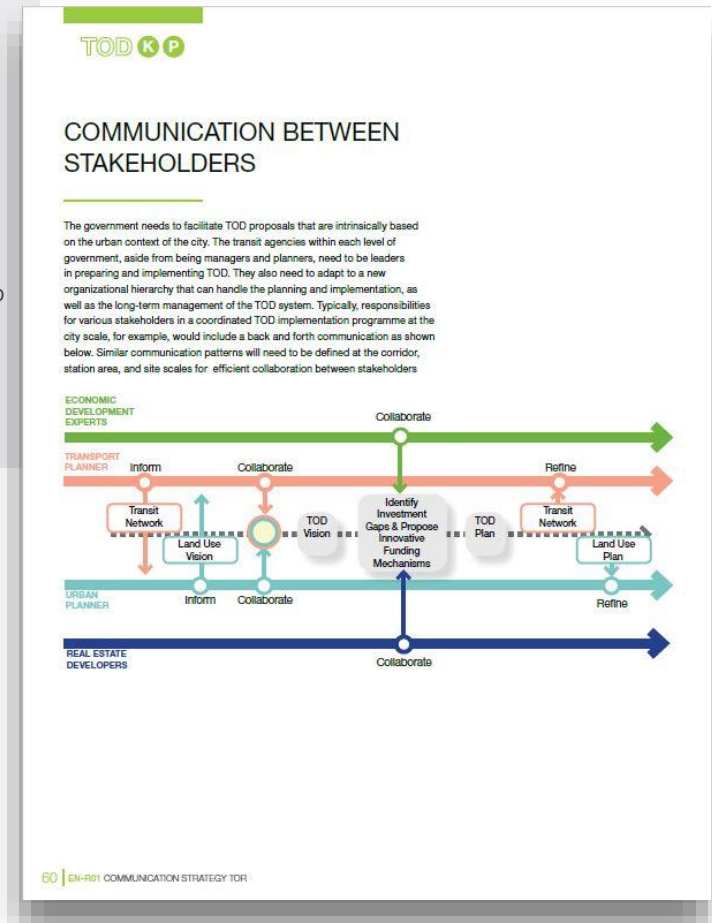 TOD K P
COMMUNICATION BETWEEN
STAKEHOLDERS
The government needs to facilitate TOD proposals that are intrinsically based
on the urban context of the city. The transit agencies within each level of
government, aside from being managers and planners, need to be leaders
in preparing and implementing TOD. They also need to adapt to a new
organizational hierarchy that can handle the planning and implementation, as
well as the long-term management of the TOD system. Typically, responsibilities
for various stakeholders in a coordinated TOD implementation programme at the
city scale, for example, would include a back and forth communication as shown
below. Similar communication patterns will need to be defined at the corridor,
station area, and site scales for efficient collaboration between stakeholders
ECONOMIC
DEVELOPMENT
EXPERTS
Collaborate
TRANSPORT
PLANNER
Inform
Collaborate
Refine
Transit
Network
Land Use
Vision
TOD
Vision
Identify
Investment
Gaps & Propose
Innovative
Funding
Mechanisms
TOD
Plan
Transit
Network
Land Use
Plan
URBAN
PLANNER
Inform
Collaborate
Refine
REAL ESTATE
DEVELOPERS
Collaborate
60 | EN-R01 COMMUNICATION STRATEGY TOR